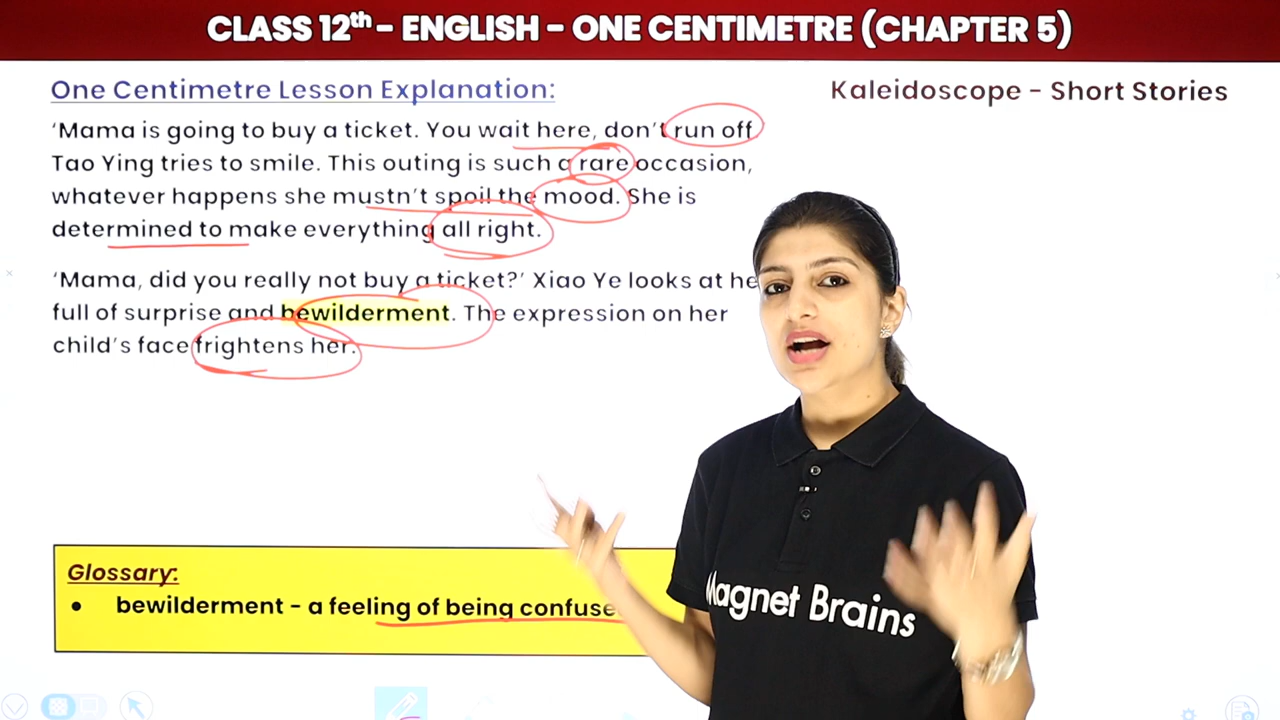 CLASS 12th - ENGLISH - ONE CENTIMETRE (CHAPTER 5)
One Centimetre Lesson Explanation:
Kaleidoscope - Short Stories
‘Mama is going to buy a ticket. You wait here, don’t run off
Tao Ying tries to smile. This outing is such a rare occasion,
whatever happens she mustn’t spoil the mood. She is
determined to make everything all right.
‘Mama, did you really not buy a ticket?’ Xiao Ye looks at he
full of surprise and bewilderment. The expression on her
child’s face frightens her.
Glossary:
• bewilderment - a feeling of being confuse
Magnet Brains